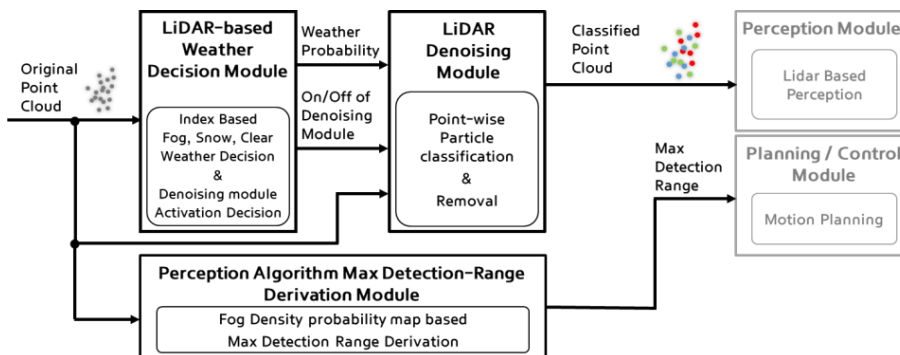 Original
Point
Cloud
LiDAR-based
Weather
Decision Module
Index Based
Fog, Snow, Clear
Weather Decision
&
Denoising module
Activation Decision
Weather
Probability
On/Off of
Denoising
Module
LiDAR
Denoising
Module
Point-wise
Particle
classification
&
Removal
Classified
Point
Cloud
Perception Module
Lidar Based
Perception
Max
Detection
Range
Planning / Control
Module
Motion Planning
Perception Algorithm Max Detection-Range
Derivation Module
Fog Density probability map based
Max Detection Range Derivation